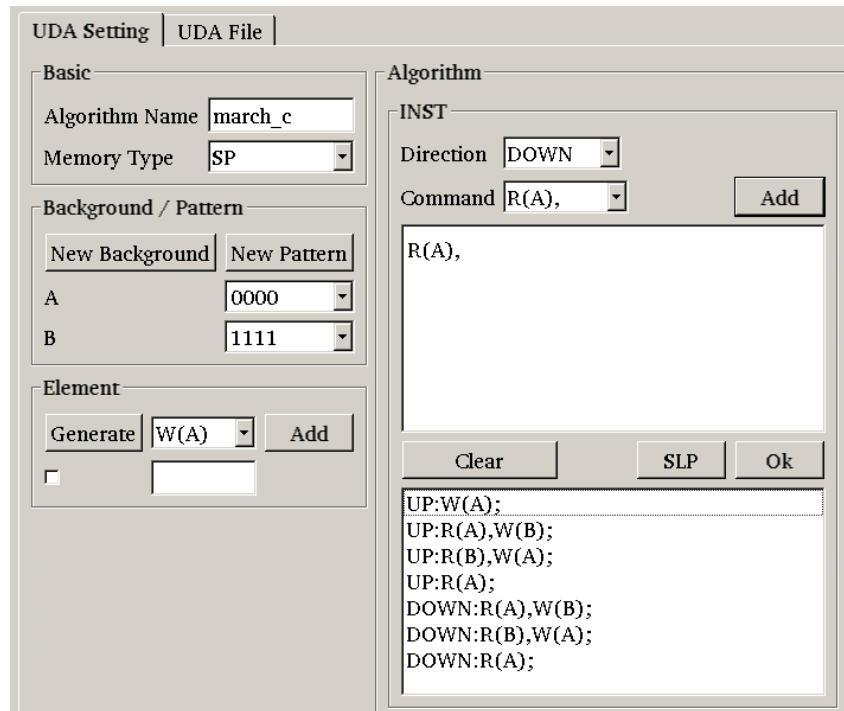 UDA Setting UDA File
Basic
Algorithm Name march_c
Memory Type SP
Background / Pattern
New Background New Pattern
A 0000
B 1111
Element
Generate W(A) Add
Algorithm
INST
Direction DOWN
Command R(A), Add
R(A),
Clear SLP Ok
UP:W(A);
UP:R(A),W(B);
UP:R(B),W(A);
UP:R(A);
DOWN:R(A),W(B);
DOWN:R(B),W(A);
DOWN:R(A);